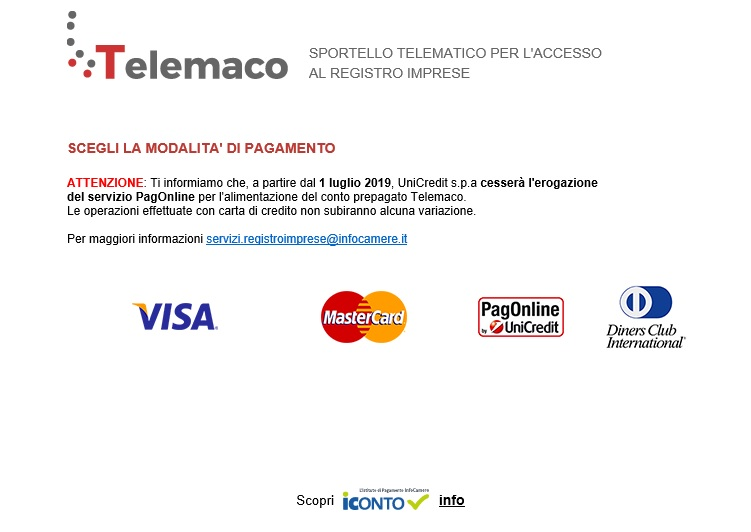 Telemaco
SPORTELLO TELEMATICO PER L'ACCESSO
AL REGISTRO IMPRESE
SCEGLI LA MODALITA' DI PAGAMENTO
ATTENZIONE: Ti informiamo che, a partire dal 1 luglio 2019, UniCredit s.p.a cesserà l'erogazione
del servizio PagOnline per l'alimentazione del conto prepagato Telemaco.
Le operazioni effettuate con carta di credito non subiranno alcuna variazione.
Per maggiori informazioni servizi.registroimprese@infocamere.it
VISA
MasterCard
PagOnline
by UniCredit
Diners Club
International®
L'Istituto di Pagamento InfoCamere
Scopri iCONTO info